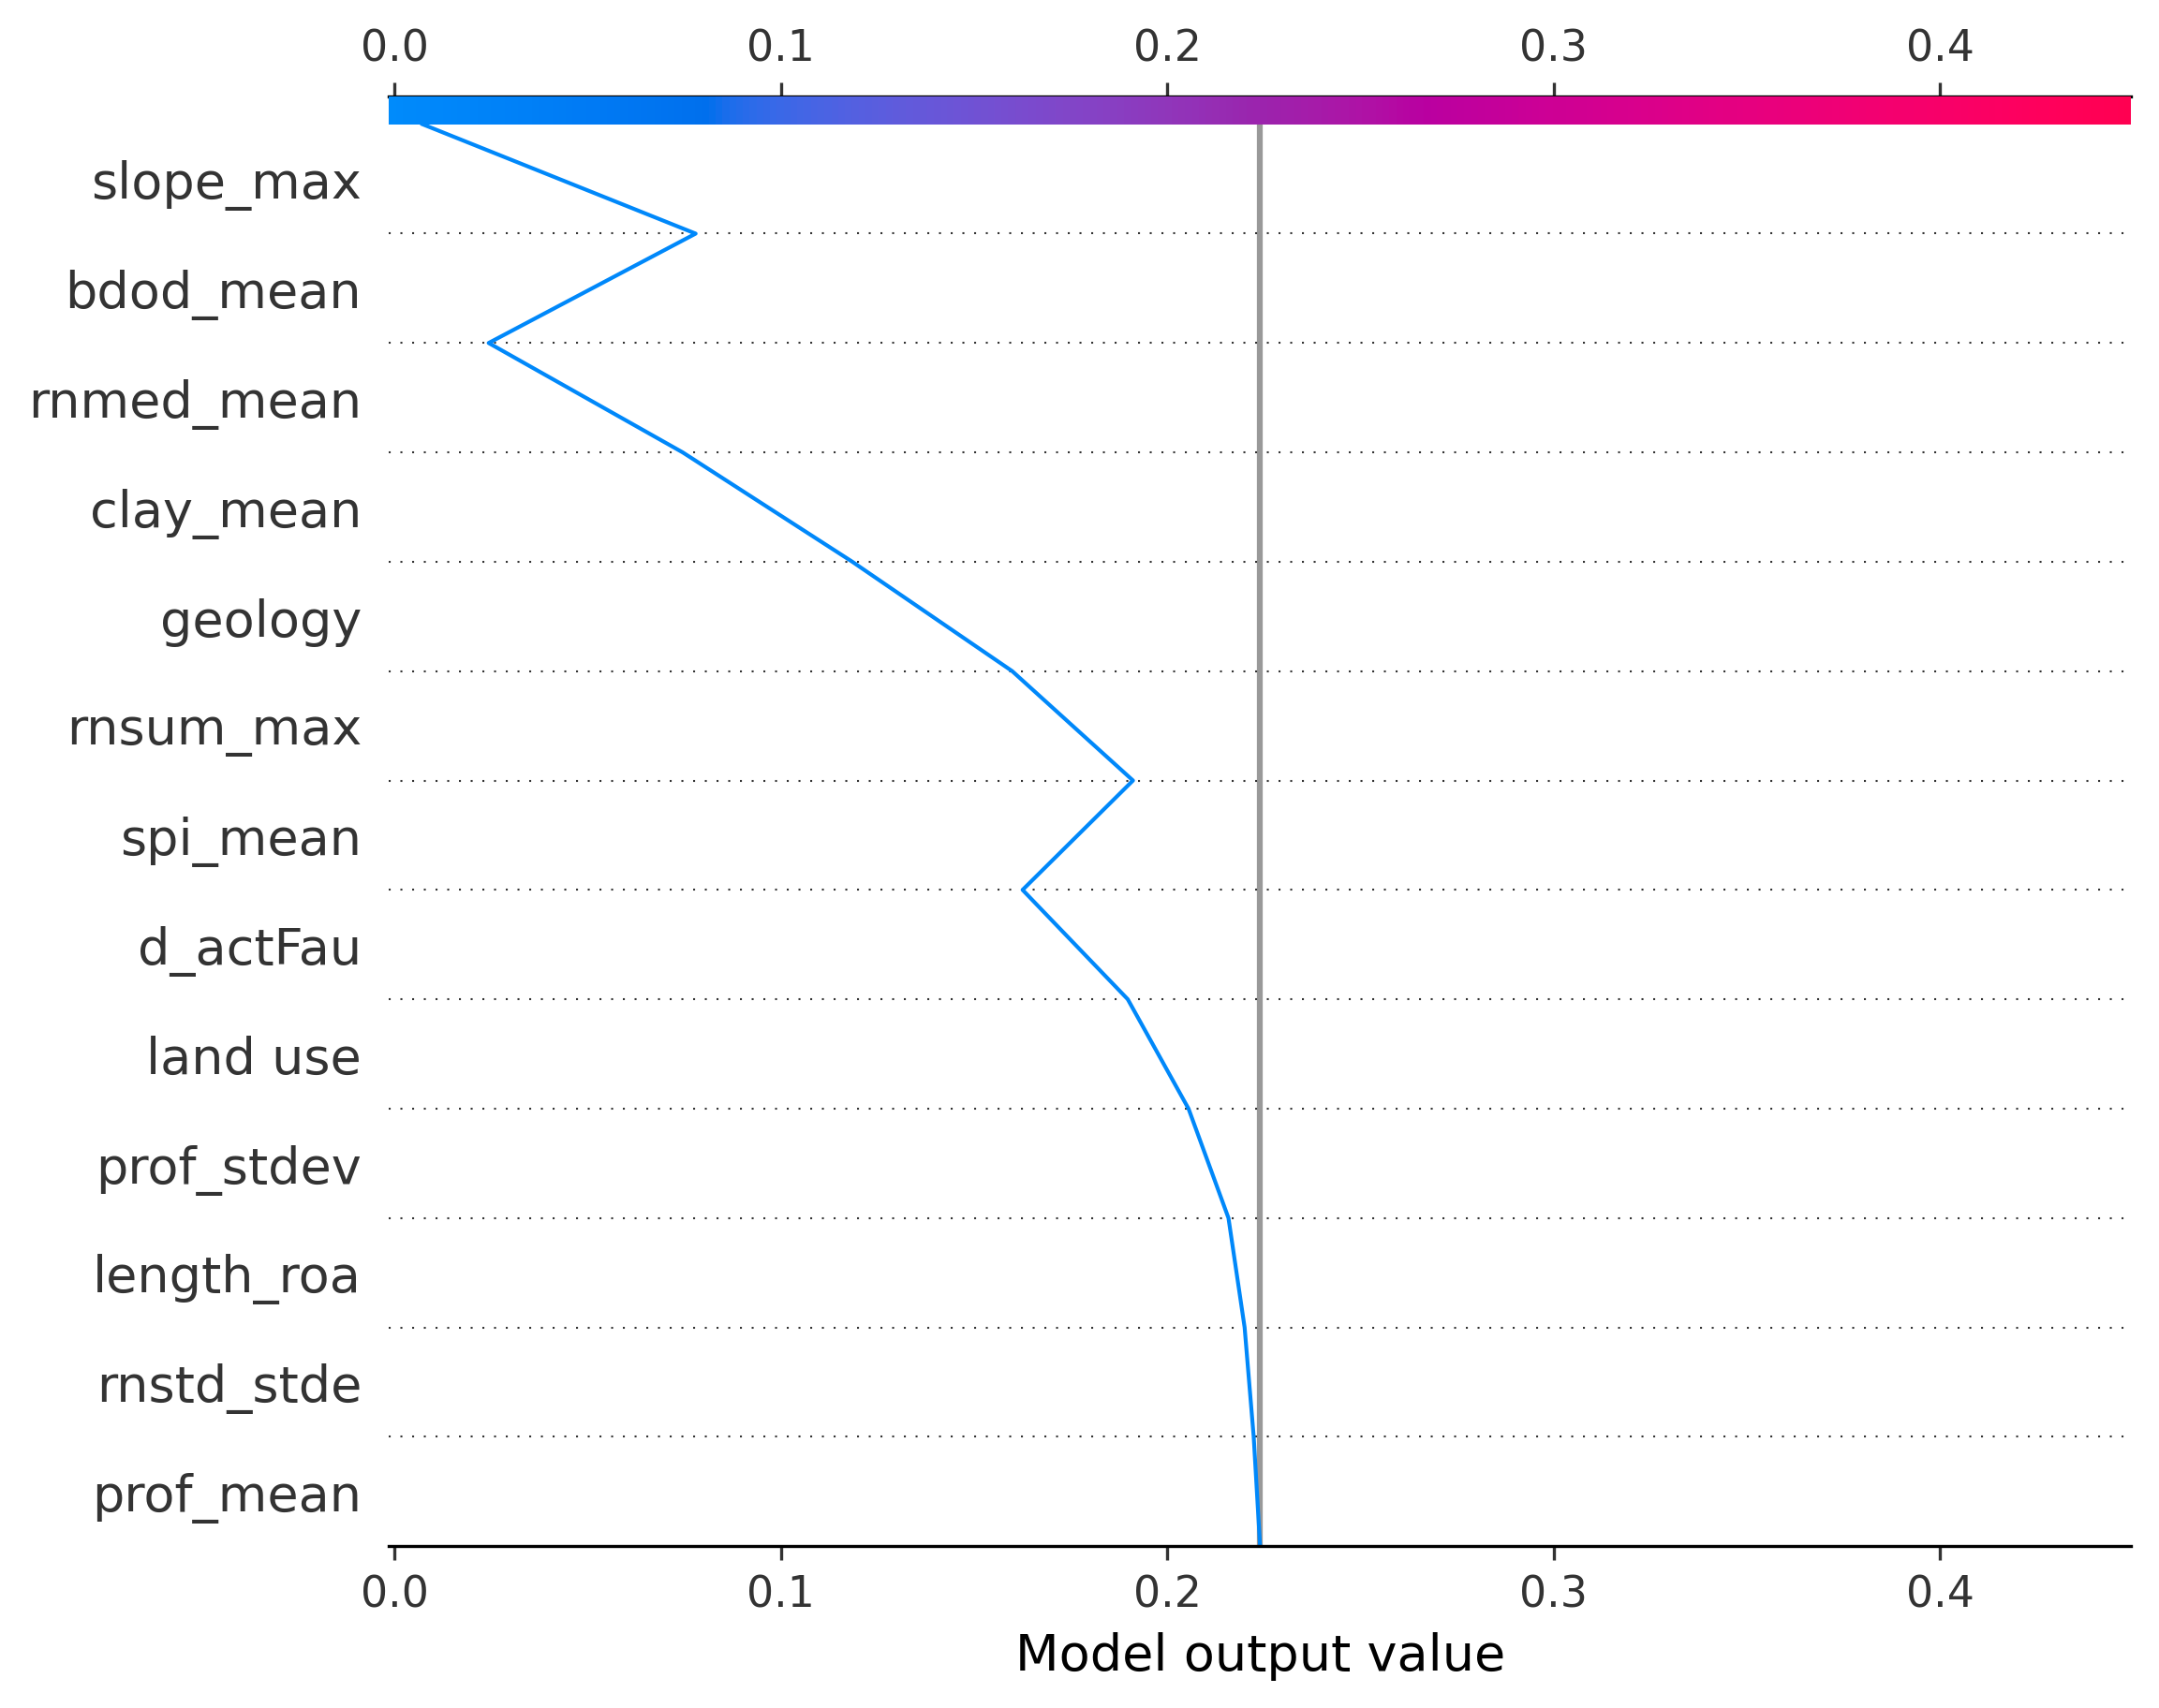 0.0 0.1 0.2 0.3 0.4
slope_max
bdod_mean
rnmed_mean
clay_mean
geology
rnsum_max
spi_mean
d_actFau
land use
prof_stdev
length_roa
rnstd_stde
prof_mean
0.0 0.1 0.2 0.3 0.4
Model output value